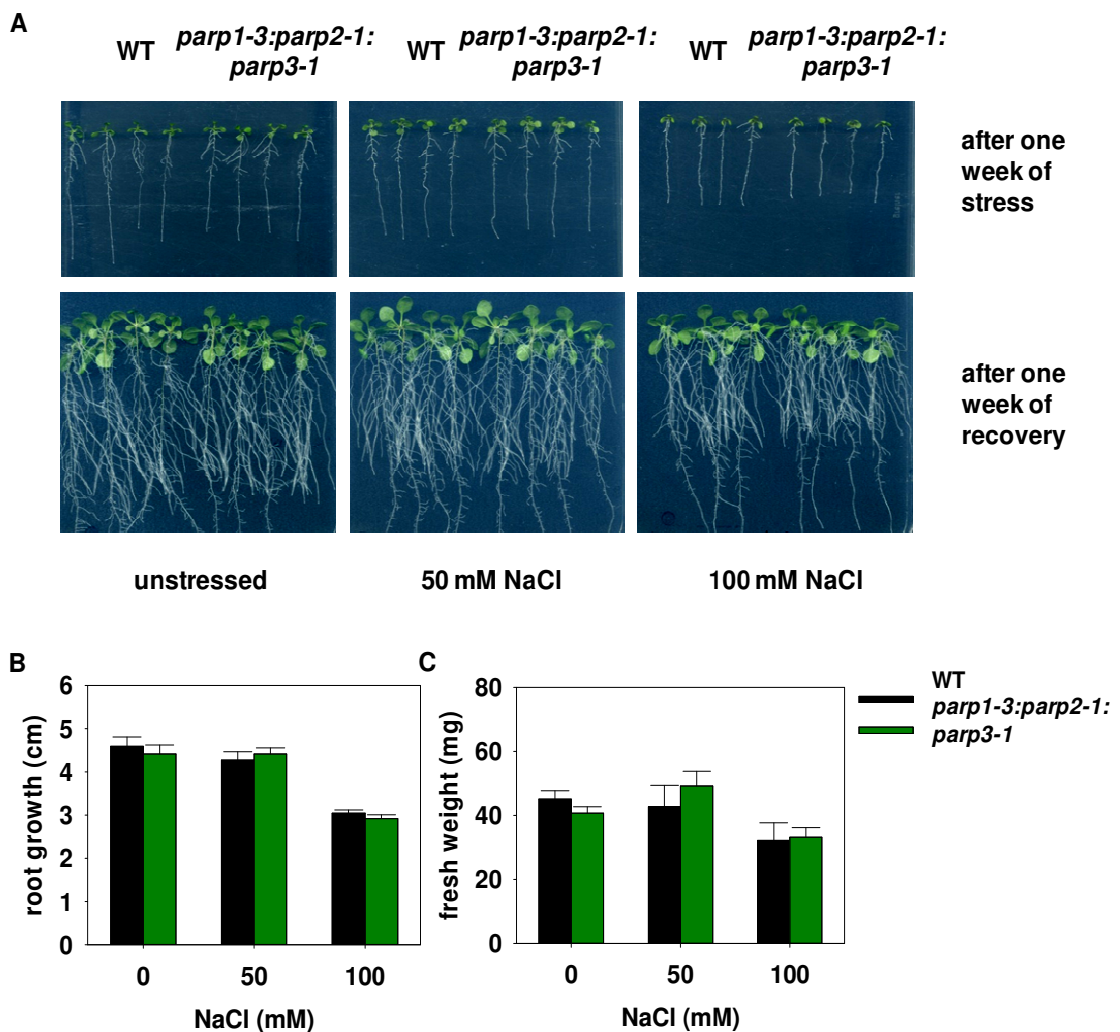 A
WT parp1-3:parp2-1: WT parp1-3:parp2-1: WT parp1-3:parp2-1:
parp3-1 parp3-1 parp3-1
after one
week of
stress
after one
week of
recovery
unstressed 50 mM NaCl 100 mM NaCl
B
6
5
4
3
2
1
0
root growth (cm)
0 50 100
NaCl (mM)
C
80
60
40
20
0
fresh weight (mg)
0 50 100
NaCl (mM)
WT
parp1-3:parp2-1:
parp3-1